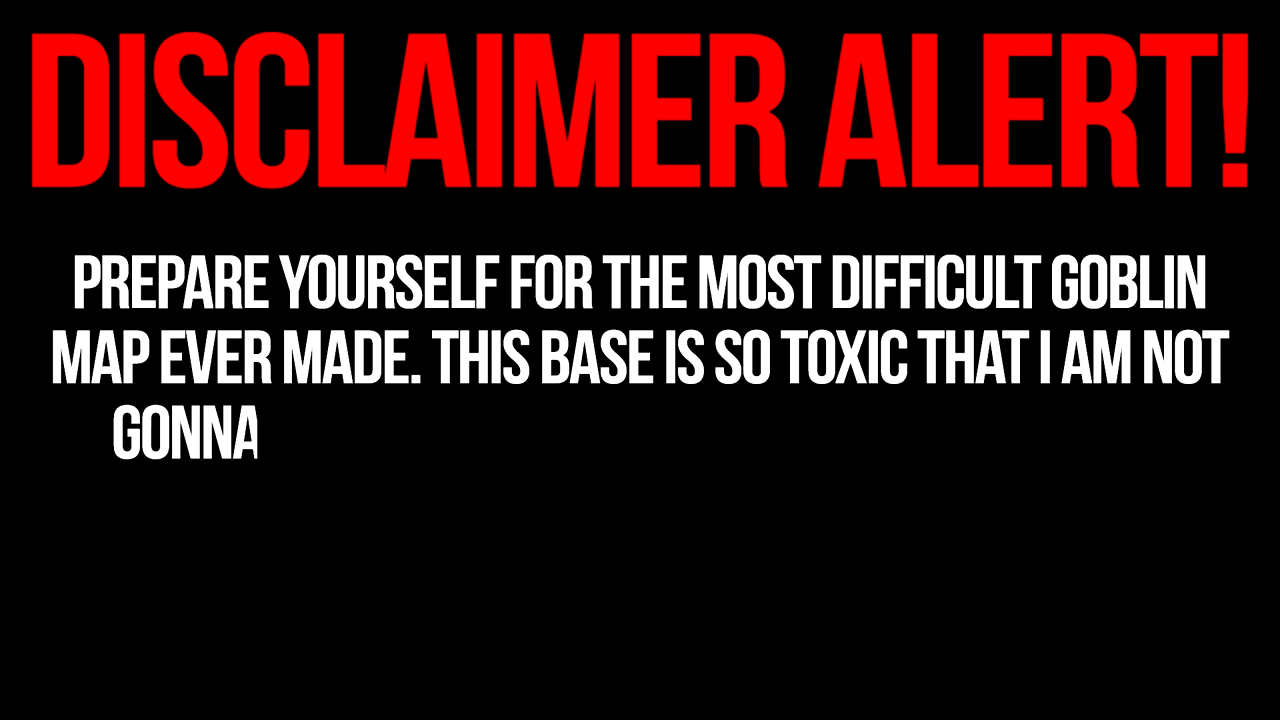 DISCLAIMER ALERT!
PREPARE YOURSELF FOR THE MOST DIFFICULT GOBLIN
MAP EVER MADE. THIS BASE IS SO TOXIC THAT I AM NOT
GONNA